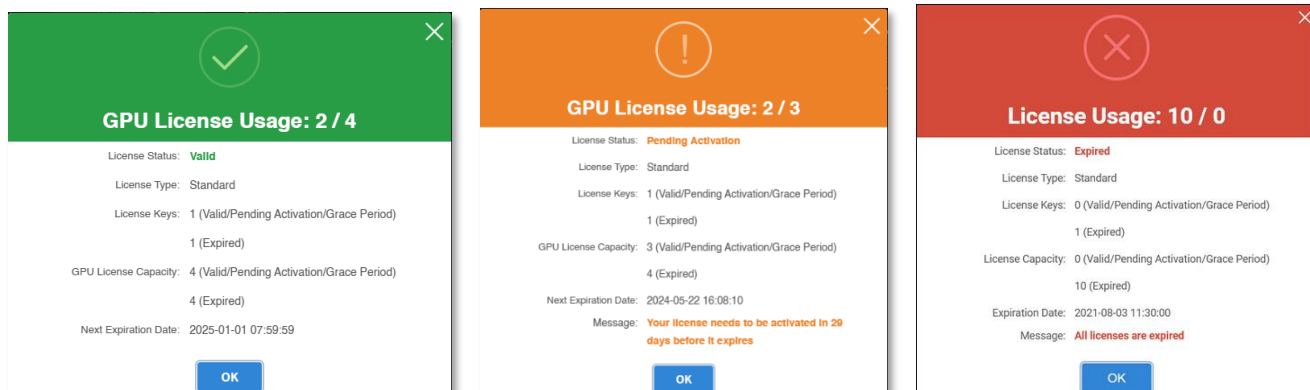 GPU License Usage: 2 / 4
License Status: Valid
License Type: Standard
License Keys: 1 (Valid/Pending Activation/Grace Period)
1 (Expired)
GPU License Capacity: 4 (Valid/Pending Activation/Grace Period)
4 (Expired)
Next Expiration Date: 2025-01-01 07:59:59
OK
GPU License Usage: 2 / 3
License Status: Pending Activation
License Type: Standard
License Keys: 1 (Valid/Pending Activation/Grace Period)
1 (Expired)
GPU License Capacity: 3 (Valid/Pending Activation/Grace Period)
4 (Expired)
Next Expiration Date: 2024-05-22 16:08:10
Message: Your license needs to be activated in 29
days before it expires
OK
License Usage: 10 / 0
License Status: Expired
License Type: Standard
License Keys: 0 (Valid/Pending Activation/Grace Period)
1 (Expired)
License Capacity: 0 (Valid/Pending Activation/Grace Period)
10 (Expired)
Expiration Date: 2021-08-03 11:30:00
Message: All licenses are expired
OK